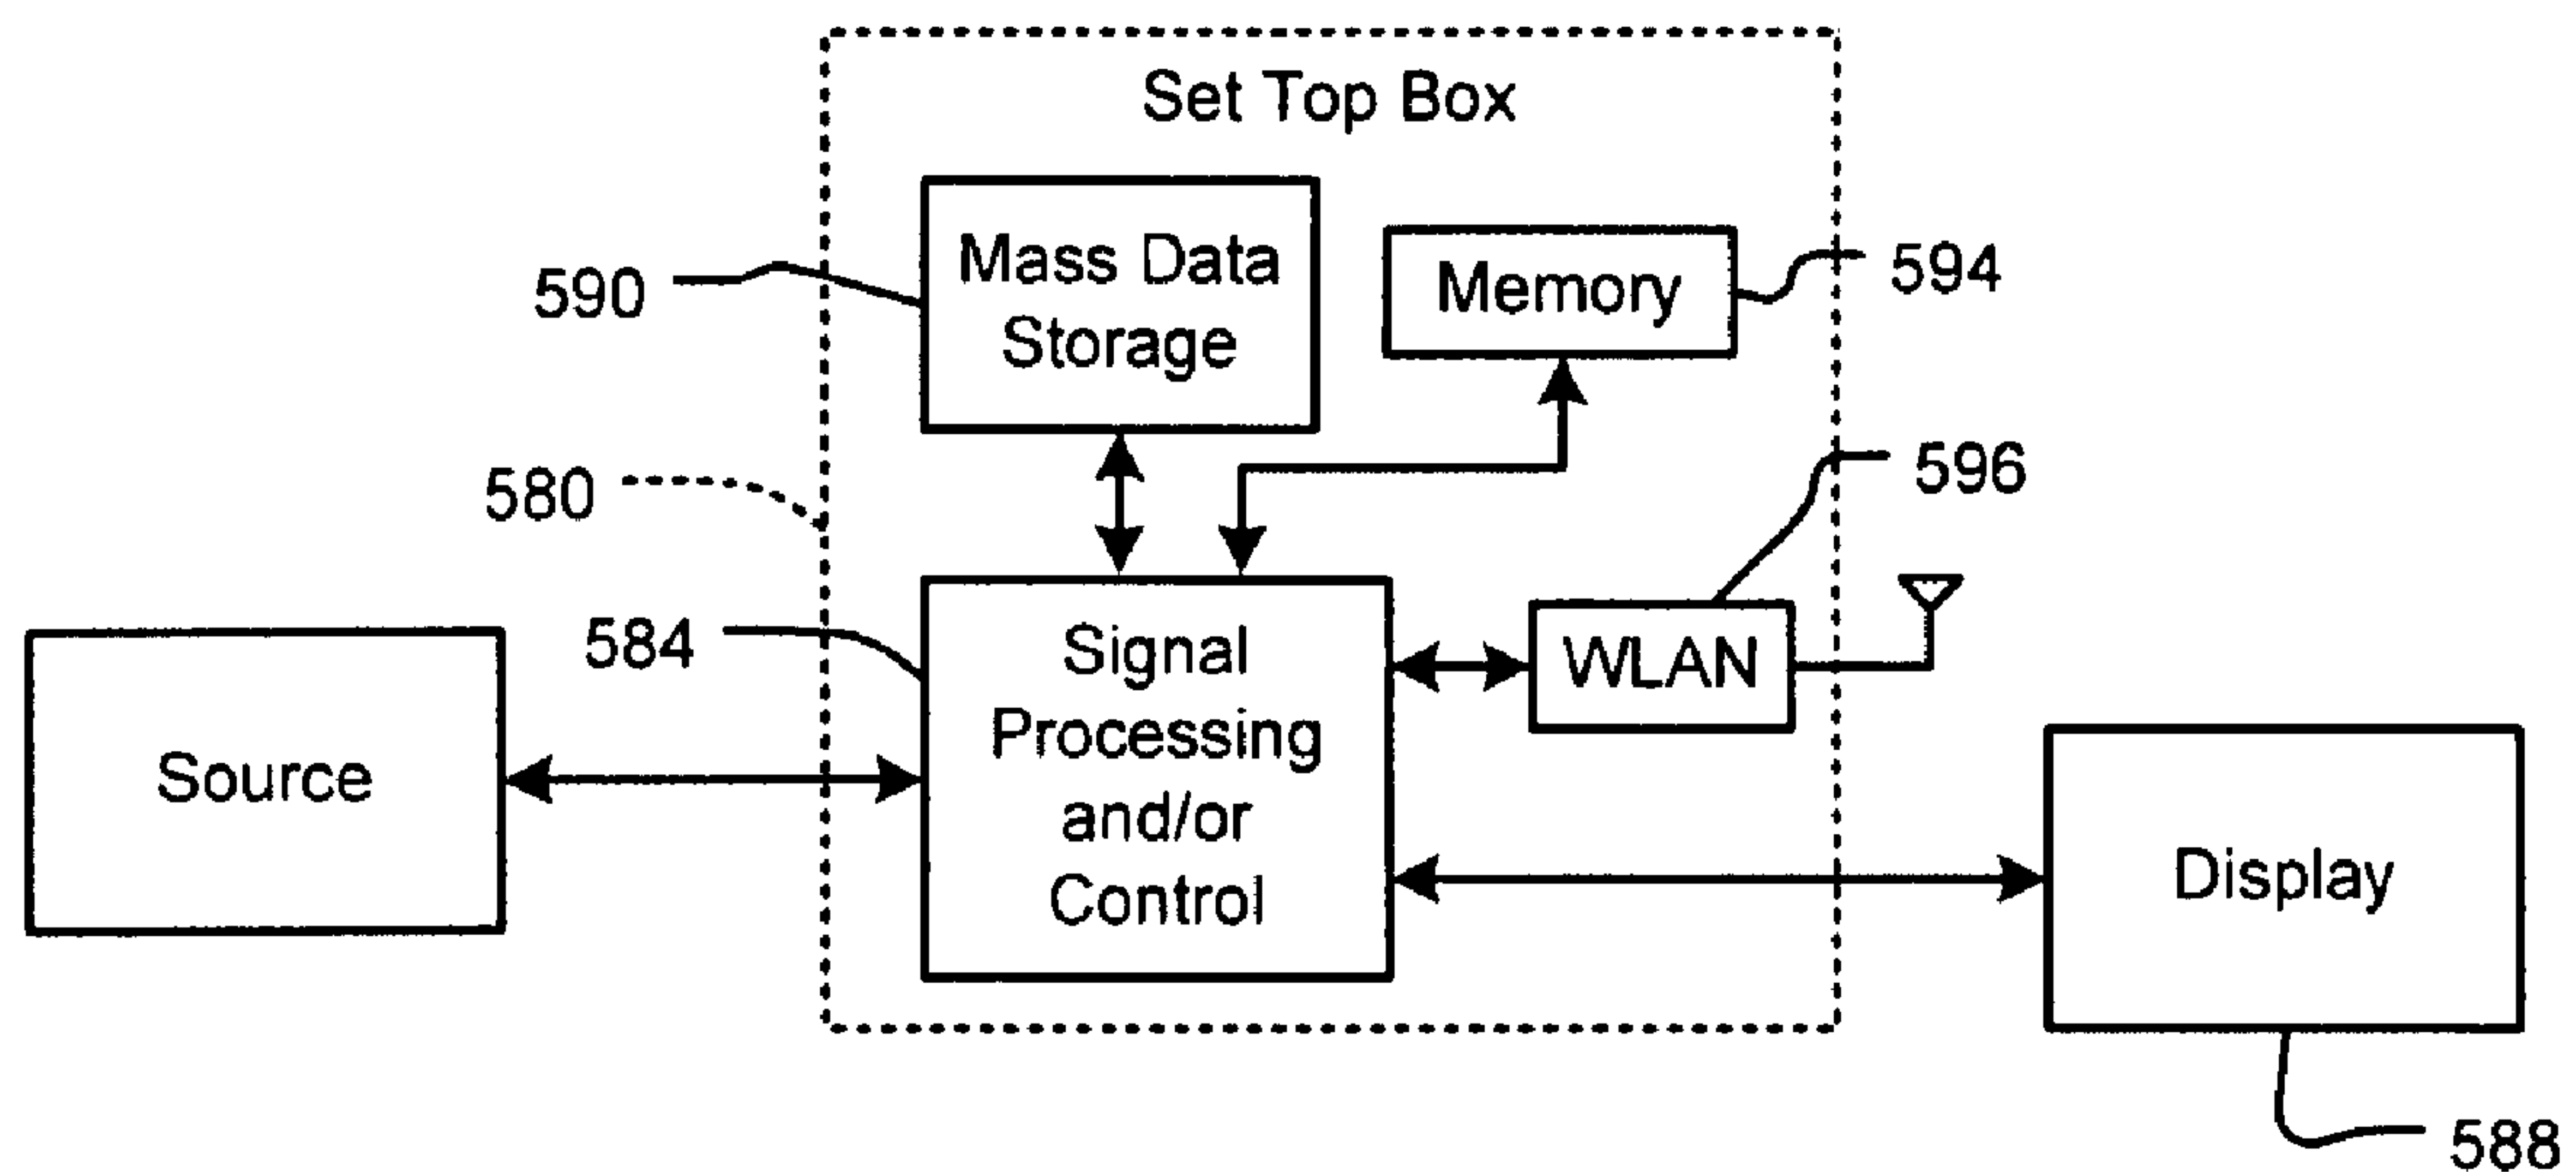 Set Top Box
Mass Data
Storage
590
Memory
594
580
596
584
Signal
Processing
and/or
Control
WLAN
Source
Display
588